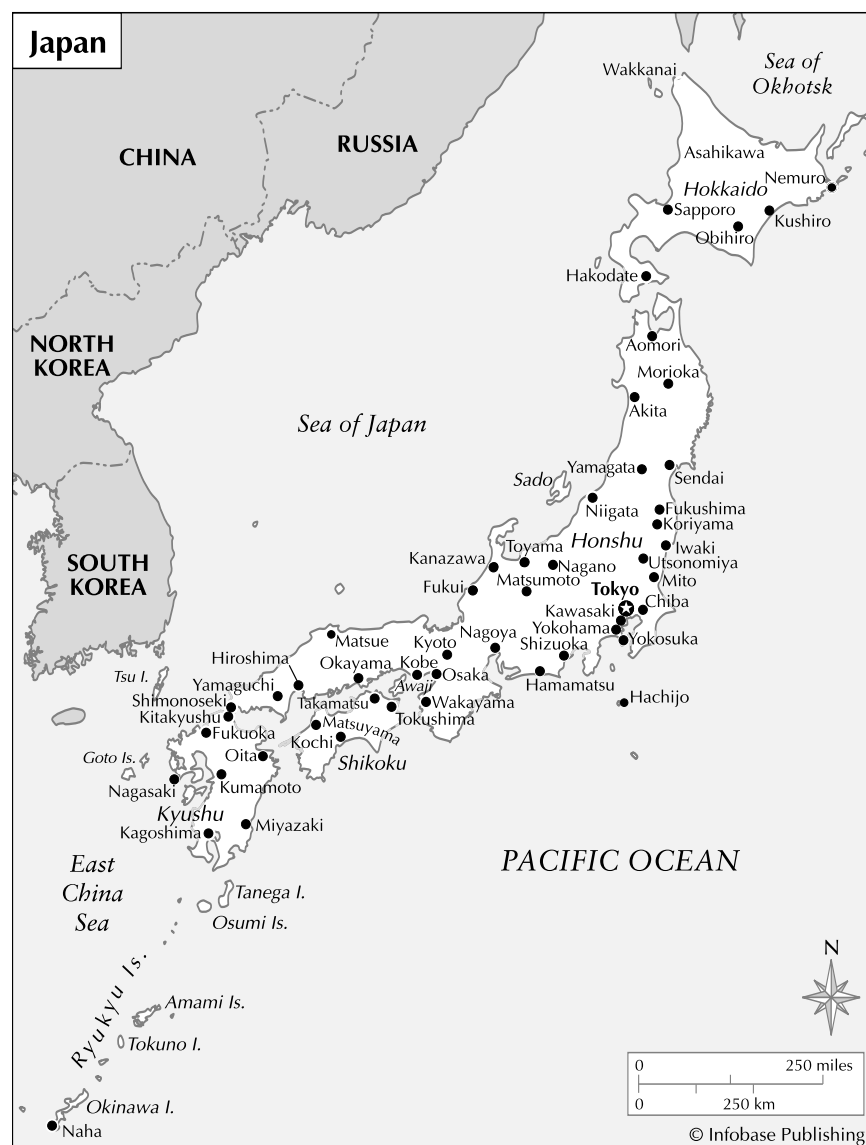 Japan
Wakkanai
Sea of
Okhotsk
CHINA
RUSSIA
Asahikawa
Nemuro
Hokkaido
Sapporo
Kushiro
Obihiro
Hakodate
NORTH
KOREA
Aomori
Morioka
Akita
Sea of Japan
Yamagata
Sendai
Sado
Niigata
Fukushima
Koriyama
Honshu
Iwaki
Toyama
Kanazawa
Nagano
Utsonomiya
SOUTH
KOREA
Matsumoto
Mito
Fukui
Tokyo
Chiba
Kawasaki
Yokohama
Yokosuka
Matsue
Kyoto
Nagoya
Shizuoka
Hiroshima
Okayama
Kobe
Osaka
Tsu I.
Hamamatsu
Yamaguchi
Awaji
Hachijo
Shimonoseki
Takamatsu
Wakayama
Kitakyushu
Tokushima
Fukuoka
Matsuyama
Kochi
Oita
Goto Is.
Shikoku
Nagasaki
Kumamoto
Kyushu
Kagoshima
Miyazaki
PACIFIC OCEAN
East
China
Sea
Tanega I.
Osumi Is.
Ryukyu Is.
N
Amami Is.
Tokuno I.
0 250 miles
0 250 km
Okinawa I.
Naha
© Infobase Publishing